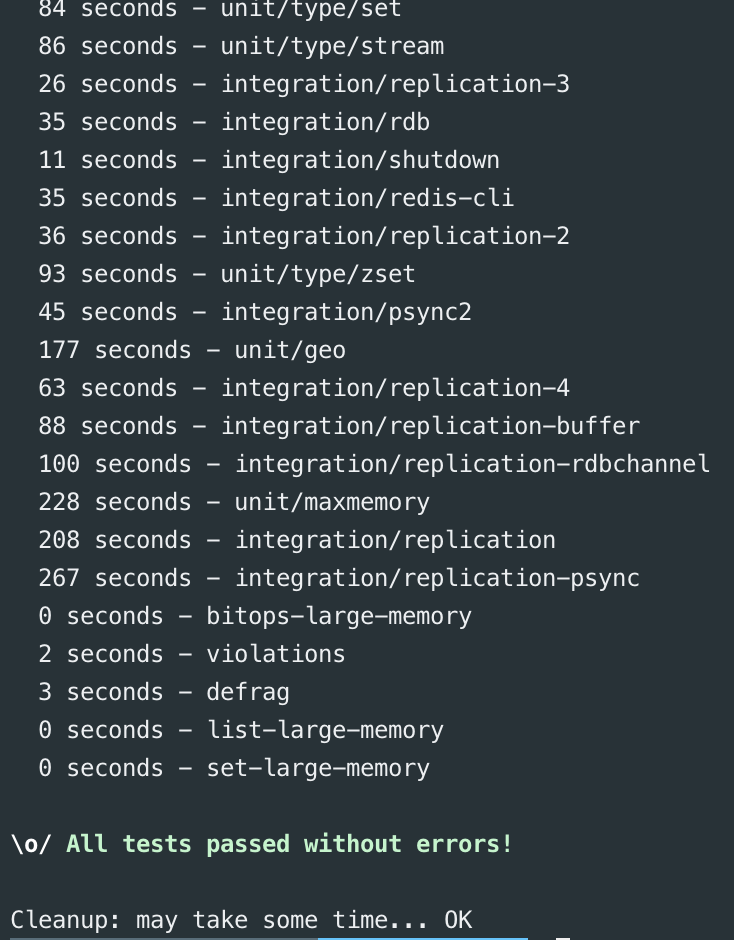 84 seconds - unit/type/set
86 seconds - unit/type/stream
26 seconds - integration/replication-3
35 seconds - integration/rdb
11 seconds - integration/shutdown
35 seconds - integration/redis-cli
36 seconds - integration/replication-2
93 seconds - unit/type/zset
45 seconds - integration/psync2
177 seconds - unit/geo
63 seconds - integration/replication-4
88 seconds - integration/replication-buffer
100 seconds - integration/replication-rdbchannel
228 seconds - unit/maxmemory
208 seconds - integration/replication
267 seconds - integration/replication-psync
0 seconds - bitops-large-memory
2 seconds - violations
3 seconds - defrag
0 seconds - list-large-memory
0 seconds - set-large-memory
\o/ All tests passed without errors!
Cleanup: may take some time... OK